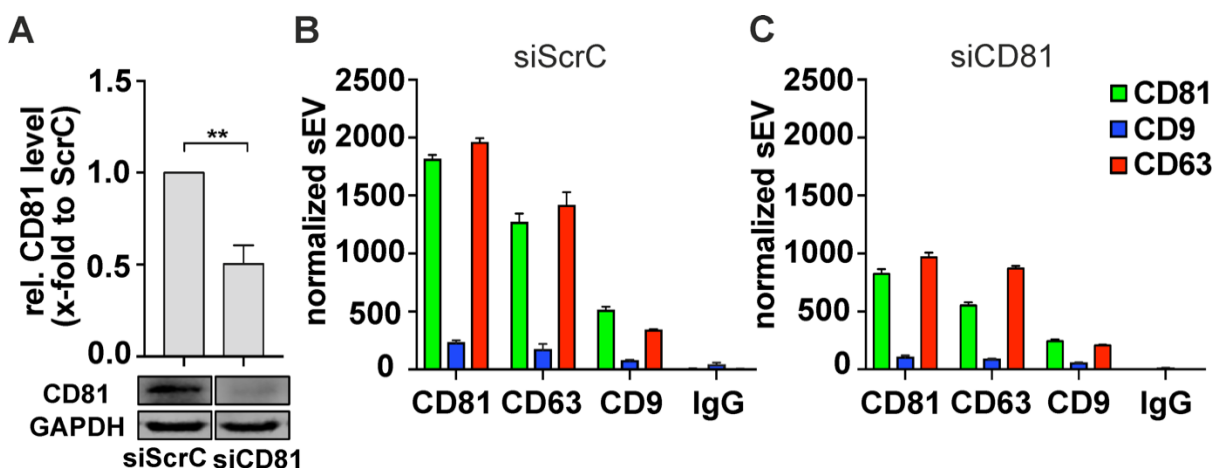 A
rel. CD81 level
(x-fold to ScrC)
1.5
1.0
0.5
0.0
**
CD81
GAPDH
siScrC siCD81
B
siScrC
normalized sEV
2500
2000
1500
1000
500
0
CD81 CD63 CD9 IgG
C
siCD81
normalized sEV
2500
2000
1500
1000
500
0
CD81 CD63 CD9 IgG
CD81
CD9
CD63